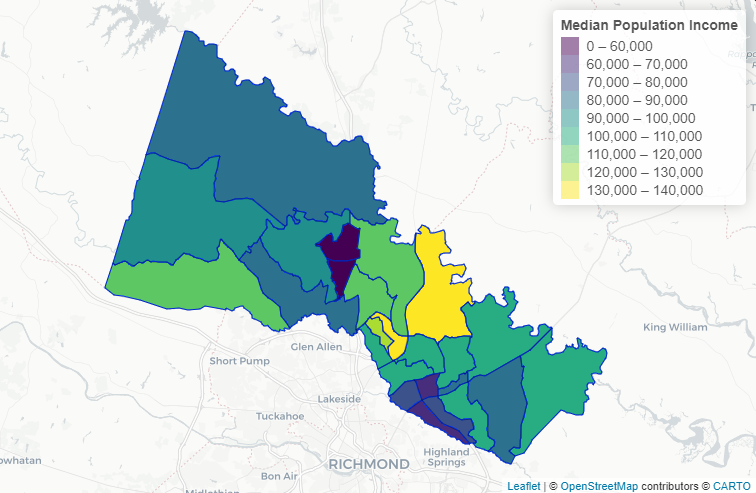 Median Population Income
0 – 60,000
60,000 – 70,000
70,000 – 80,000
80,000 – 90,000
90,000 – 100,000
100,000 – 110,000
110,000 – 120,000
120,000 – 130,000
130,000 – 140,000
King William
Glen Allen
Short Pump
Lakeside
Tuckahoe
Highland
Springs
RICHMOND
owhatan
Bon Air
Leaflet | © OpenStreetMap contributors © CARTO